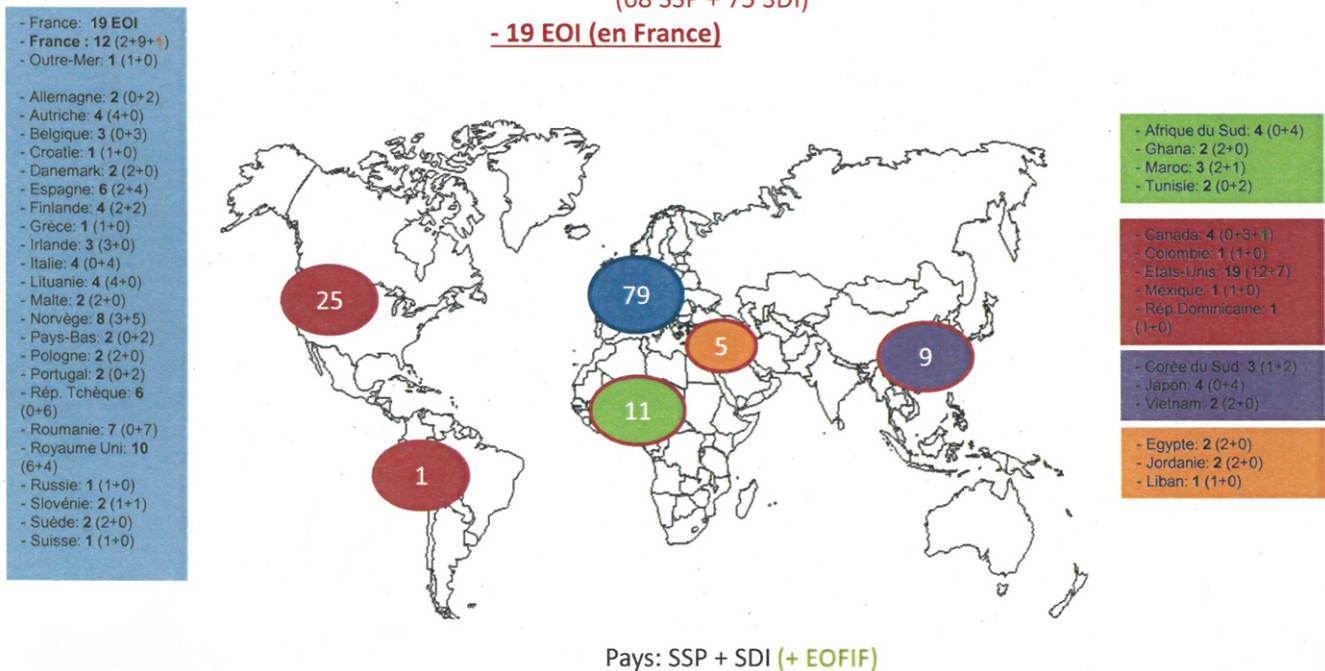 (68 SSP + 75 SDI)
- 19 EOI (en France)
- France: 19 EOI
- France : 12 (2+9+1)
- Outre-Mer: 1 (1+0)
- Allemagne: 2 (0+2)
- Autriche: 4 (4+0)
- Belgique: 3 (0+3)
- Croatie: 1 (1+0)
- Danemark: 2 (2+0)
- Espagne: 6 (2+4)
- Finlande: 4 (2+2)
- Grèce: 1 (1+0)
- Irlande: 3 (3+0)
- Italie: 4 (0+4)
- Lituanie: 4 (4+0)
- Malte: 2 (2+0)
- Norvège: 8 (3+5)
- Pays-Bas: 2 (0+2)
- Pologne: 2 (2+0)
- Portugal: 2 (0+2)
- Rép. Tchèque: 6
(0+6)
- Roumanie: 7 (0+7)
- Royaume Uni: 10
(6+4)
- Russie: 1 (1+0)
- Slovénie: 2 (1+1)
- Suède: 2 (2+0)
- Suisse: 1 (1+0)
25
79
5
9
11
1
- Afrique du Sud: 4 (0+4)
- Ghana: 2 (2+0)
- Maroc: 3 (2+1)
- Tunisie: 2 (0+2)
- Canada: 4 (0+3+1)
- Colombie: 1 (1+0)
- Etats-Unis: 19 (12+7)
- Mexique: 1 (1+0)
- Rép Dominicaine: 1
(1+0)
- Corée du Sud: 3 (1+2)
- Japon: 4 (0+4)
- Vietnam: 2 (2+0)
- Egypte: 2 (2+0)
- Jordanie: 2 (2+0)
- Liban: 1 (1+0)
Pays: SSP + SDI (+ EOFIF)